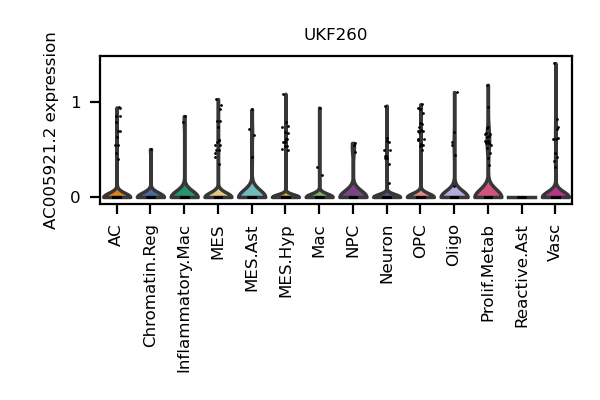 UKF260
AC005921.2 expression
1
0
AC
Chromatin.Reg
Inflammatory.Mac
MES
MES.Ast
MES.Hyp
Mac
NPC
Neuron
OPC
Oligo
Prolif.Metab
Reactive.Ast
Vasc